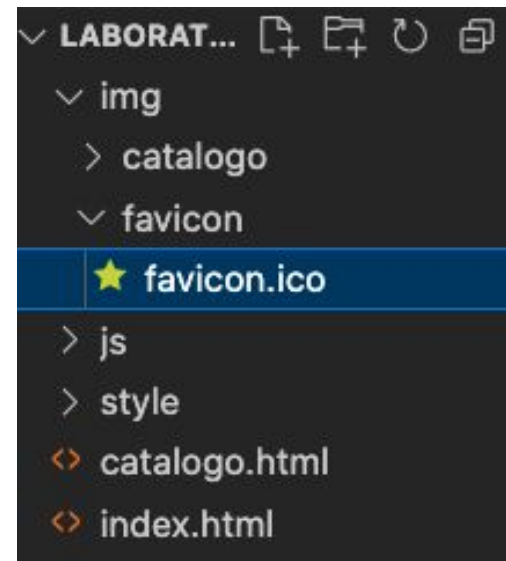 LABORAT...
img
catalogo
favicon
favicon.ico
js
style
catalogo.html
index.html